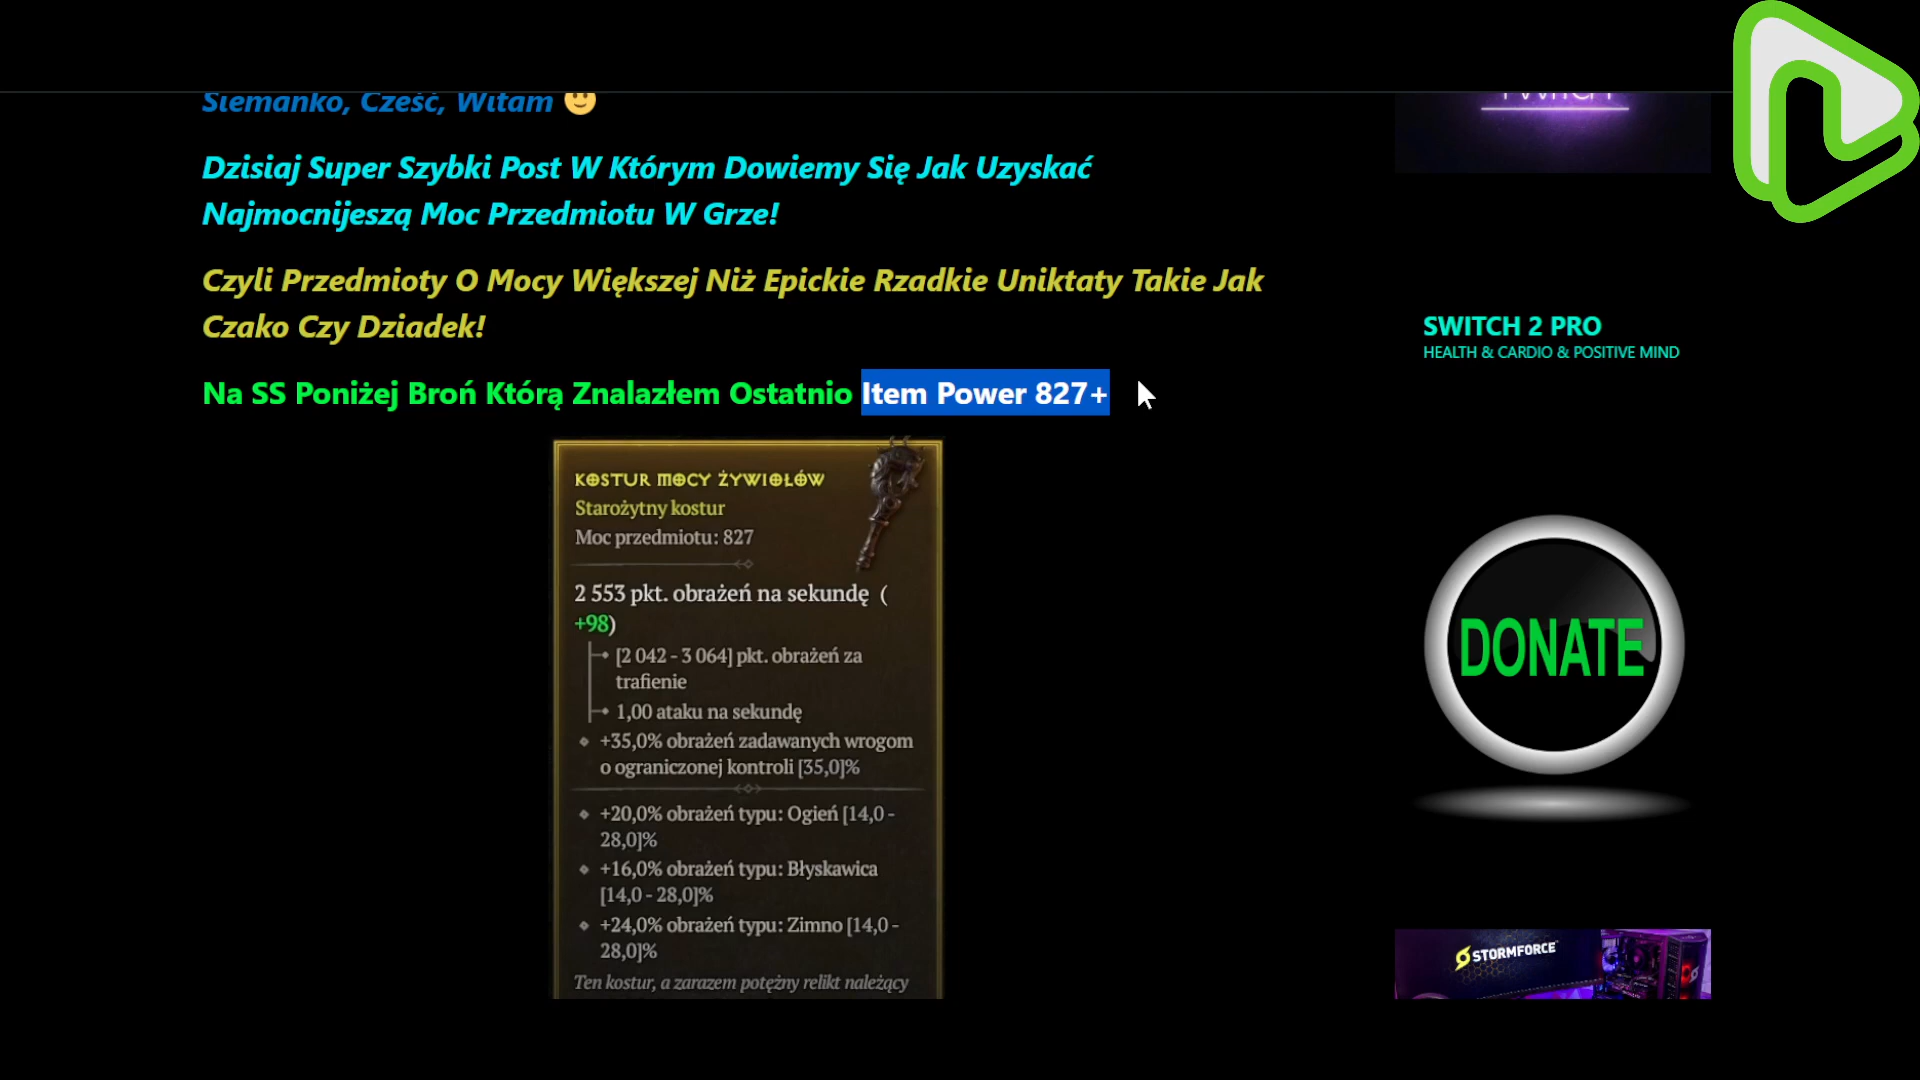 Siemanko, Cześć, Witam
Dzisiaj Super Szybki Post W Którym Dowiemy Się Jak Uzyskać
Najmocnijeszą Moc Przedmiotu W Grze!
Czyli Przedmioty O Mocy Większej Niż Epickie Rzadkie Uniktaty Takie Jak
Czako Czy Dziadek!
Na SS Poniżej Broń Którą Znalazłem Ostatnio Item Power 827+
KOSTUR MOCY ŻYWIOŁÓW
Starożytny kostur
Moc przedmiotu: 827
2 553 pkt. obrażeń na sekundę (
+98)
[2 042 - 3 064] pkt. obrażeń za
trafienie
1,00 ataku na sekundę
+35,0% obrażeń zadawanych wrogom
o ograniczonej kontroli [35,0]%
+20,0% obrażeń typu: Ogień [14,0 -
28,0]%
+16,0% obrażeń typu: Błyskawica
[14,0 - 28,0]%
+24,0% obrażeń typu: Zimno [14,0 -
28,0]%
Ten kostur, a zarazem potężny relikt należący
TWITCH
SWITCH 2 PRO
HEALTH & CARDIO & POSITIVE MIND
DONATE
STORMFORCE